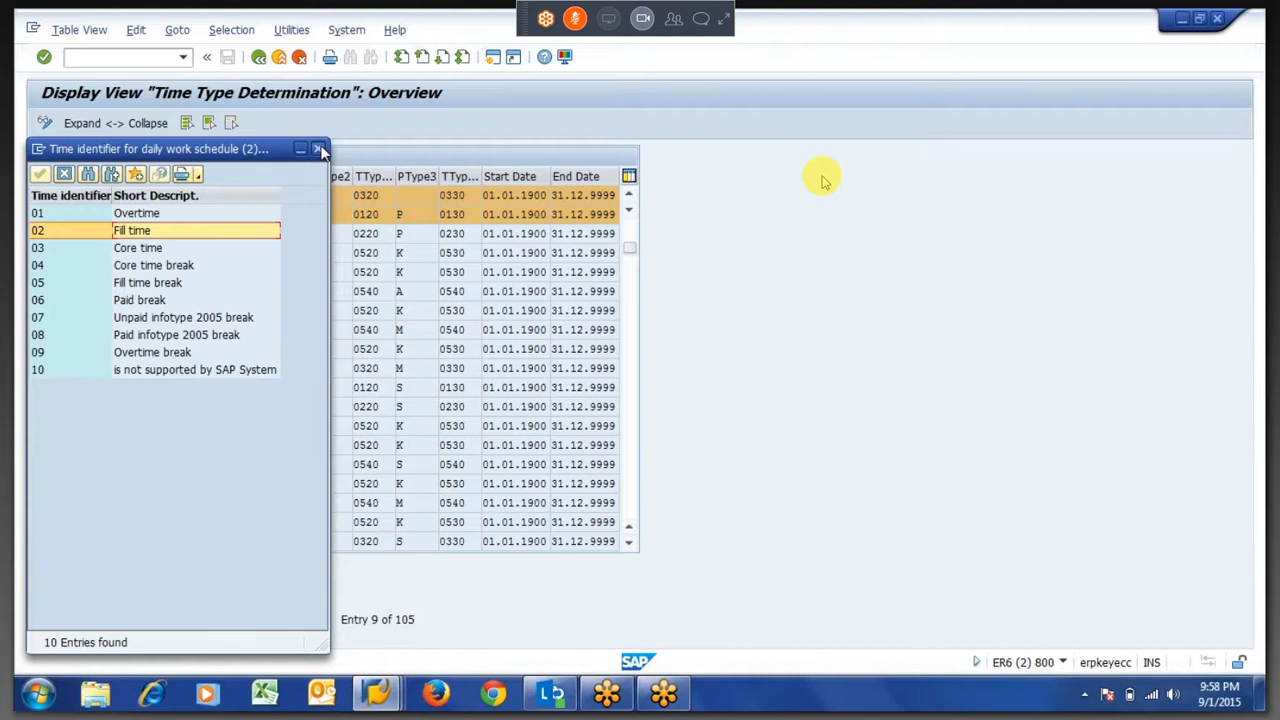 Table View Edit Goto Selection Utilities System Help
Display View "Time Type Determination": Overview
Expand <-> Collapse
Time identifier for daily work schedule (2)...
Time identifier Short Descript.
01 Overtime
02 Fill time
03 Core time
04 Core time break
05 Fill time break
06 Paid break
07 Unpaid infotype 2005 break
08 Paid infotype 2005 break
09 Overtime break
10 is not supported by SAP System
10 Entries found
pe2 TTyp... PType3 TTyp... Start Date End Date
0320 0330 01.01.1900 31.12.9999
0120 P 0130 01.01.1900 31.12.9999
0220 P 0230 01.01.1900 31.12.9999
0520 K 0530 01.01.1900 31.12.9999
0520 K 0530 01.01.1900 31.12.9999
0540 A 0540 01.01.1900 31.12.9999
0520 K 0530 01.01.1900 31.12.9999
0540 M 0540 01.01.1900 31.12.9999
0520 K 0530 01.01.1900 31.12.9999
0320 M 0330 01.01.1900 31.12.9999
0120 S 0130 01.01.1900 31.12.9999
0220 S 0230 01.01.1900 31.12.9999
0520 K 0530 01.01.1900 31.12.9999
0520 K 0530 01.01.1900 31.12.9999
0540 S 0540 01.01.1900 31.12.9999
0520 K 0530 01.01.1900 31.12.9999
0540 M 0540 01.01.1900 31.12.9999
0520 K 0530 01.01.1900 31.12.9999
0320 S 0330 01.01.1900 31.12.9999
Entry 9 of 105
SAP
ER6 (2) 800 erpkeyecc INS
9:58 PM
9/1/2015